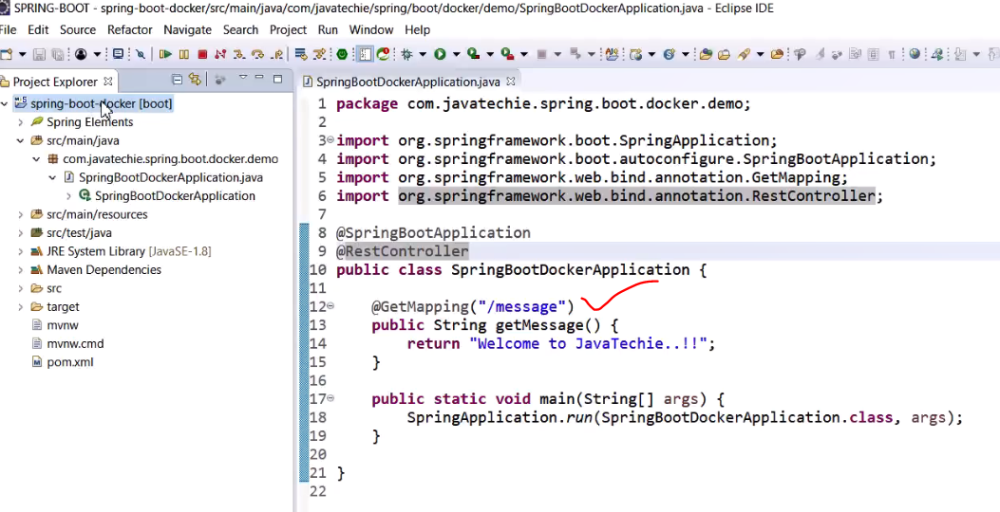 SPRING-BOOT - spring-boot-docker/src/main/java/com/javatechie/spring/boot/docker/demo/SpringBootDockerApplication.java - Eclipse IDE
File Edit Source Refactor Navigate Search Project Run Window Help
Project Explorer
spring-boot-docker [boot]
Spring Elements
src/main/java
com.javatechie.spring.boot.docker.demo
SpringBootDockerApplication.java
SpringBootDockerApplication
src/main/resources
src/test/java
JRE System Library [JavaSE-1.8]
Maven Dependencies
src
target
mvnw
mvnw.cmd
pom.xml
SpringBootDockerApplication.java
1 package com.javatechie.spring.boot.docker.demo;
2
3 import org.springframework.boot.SpringApplication;
4 import org.springframework.boot.autoconfigure.SpringBootApplication;
5 import org.springframework.web.bind.annotation.GetMapping;
6 import org.springframework.web.bind.annotation.RestController;
7
8 @SpringBootApplication
9 @RestController
10 public class SpringBootDockerApplication {
11
12 @GetMapping("/message")
13 public String getMessage() {
14 return "Welcome to JavaTechie..!!";
15 }
16
17 public static void main(String[] args) {
18 SpringApplication.run(SpringBootDockerApplication.class, args);
19 }
20
21 }
22